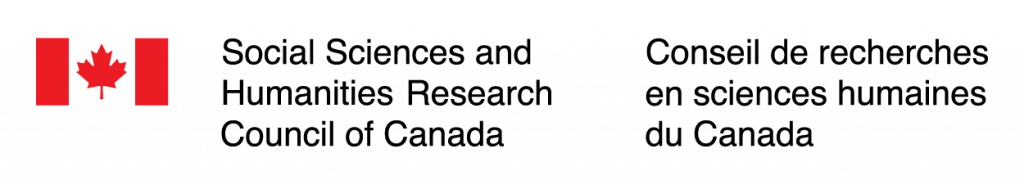 Social Sciences and
Humanities Research
Council of Canada
Conseil de recherches
en sciences humaines
du Canada